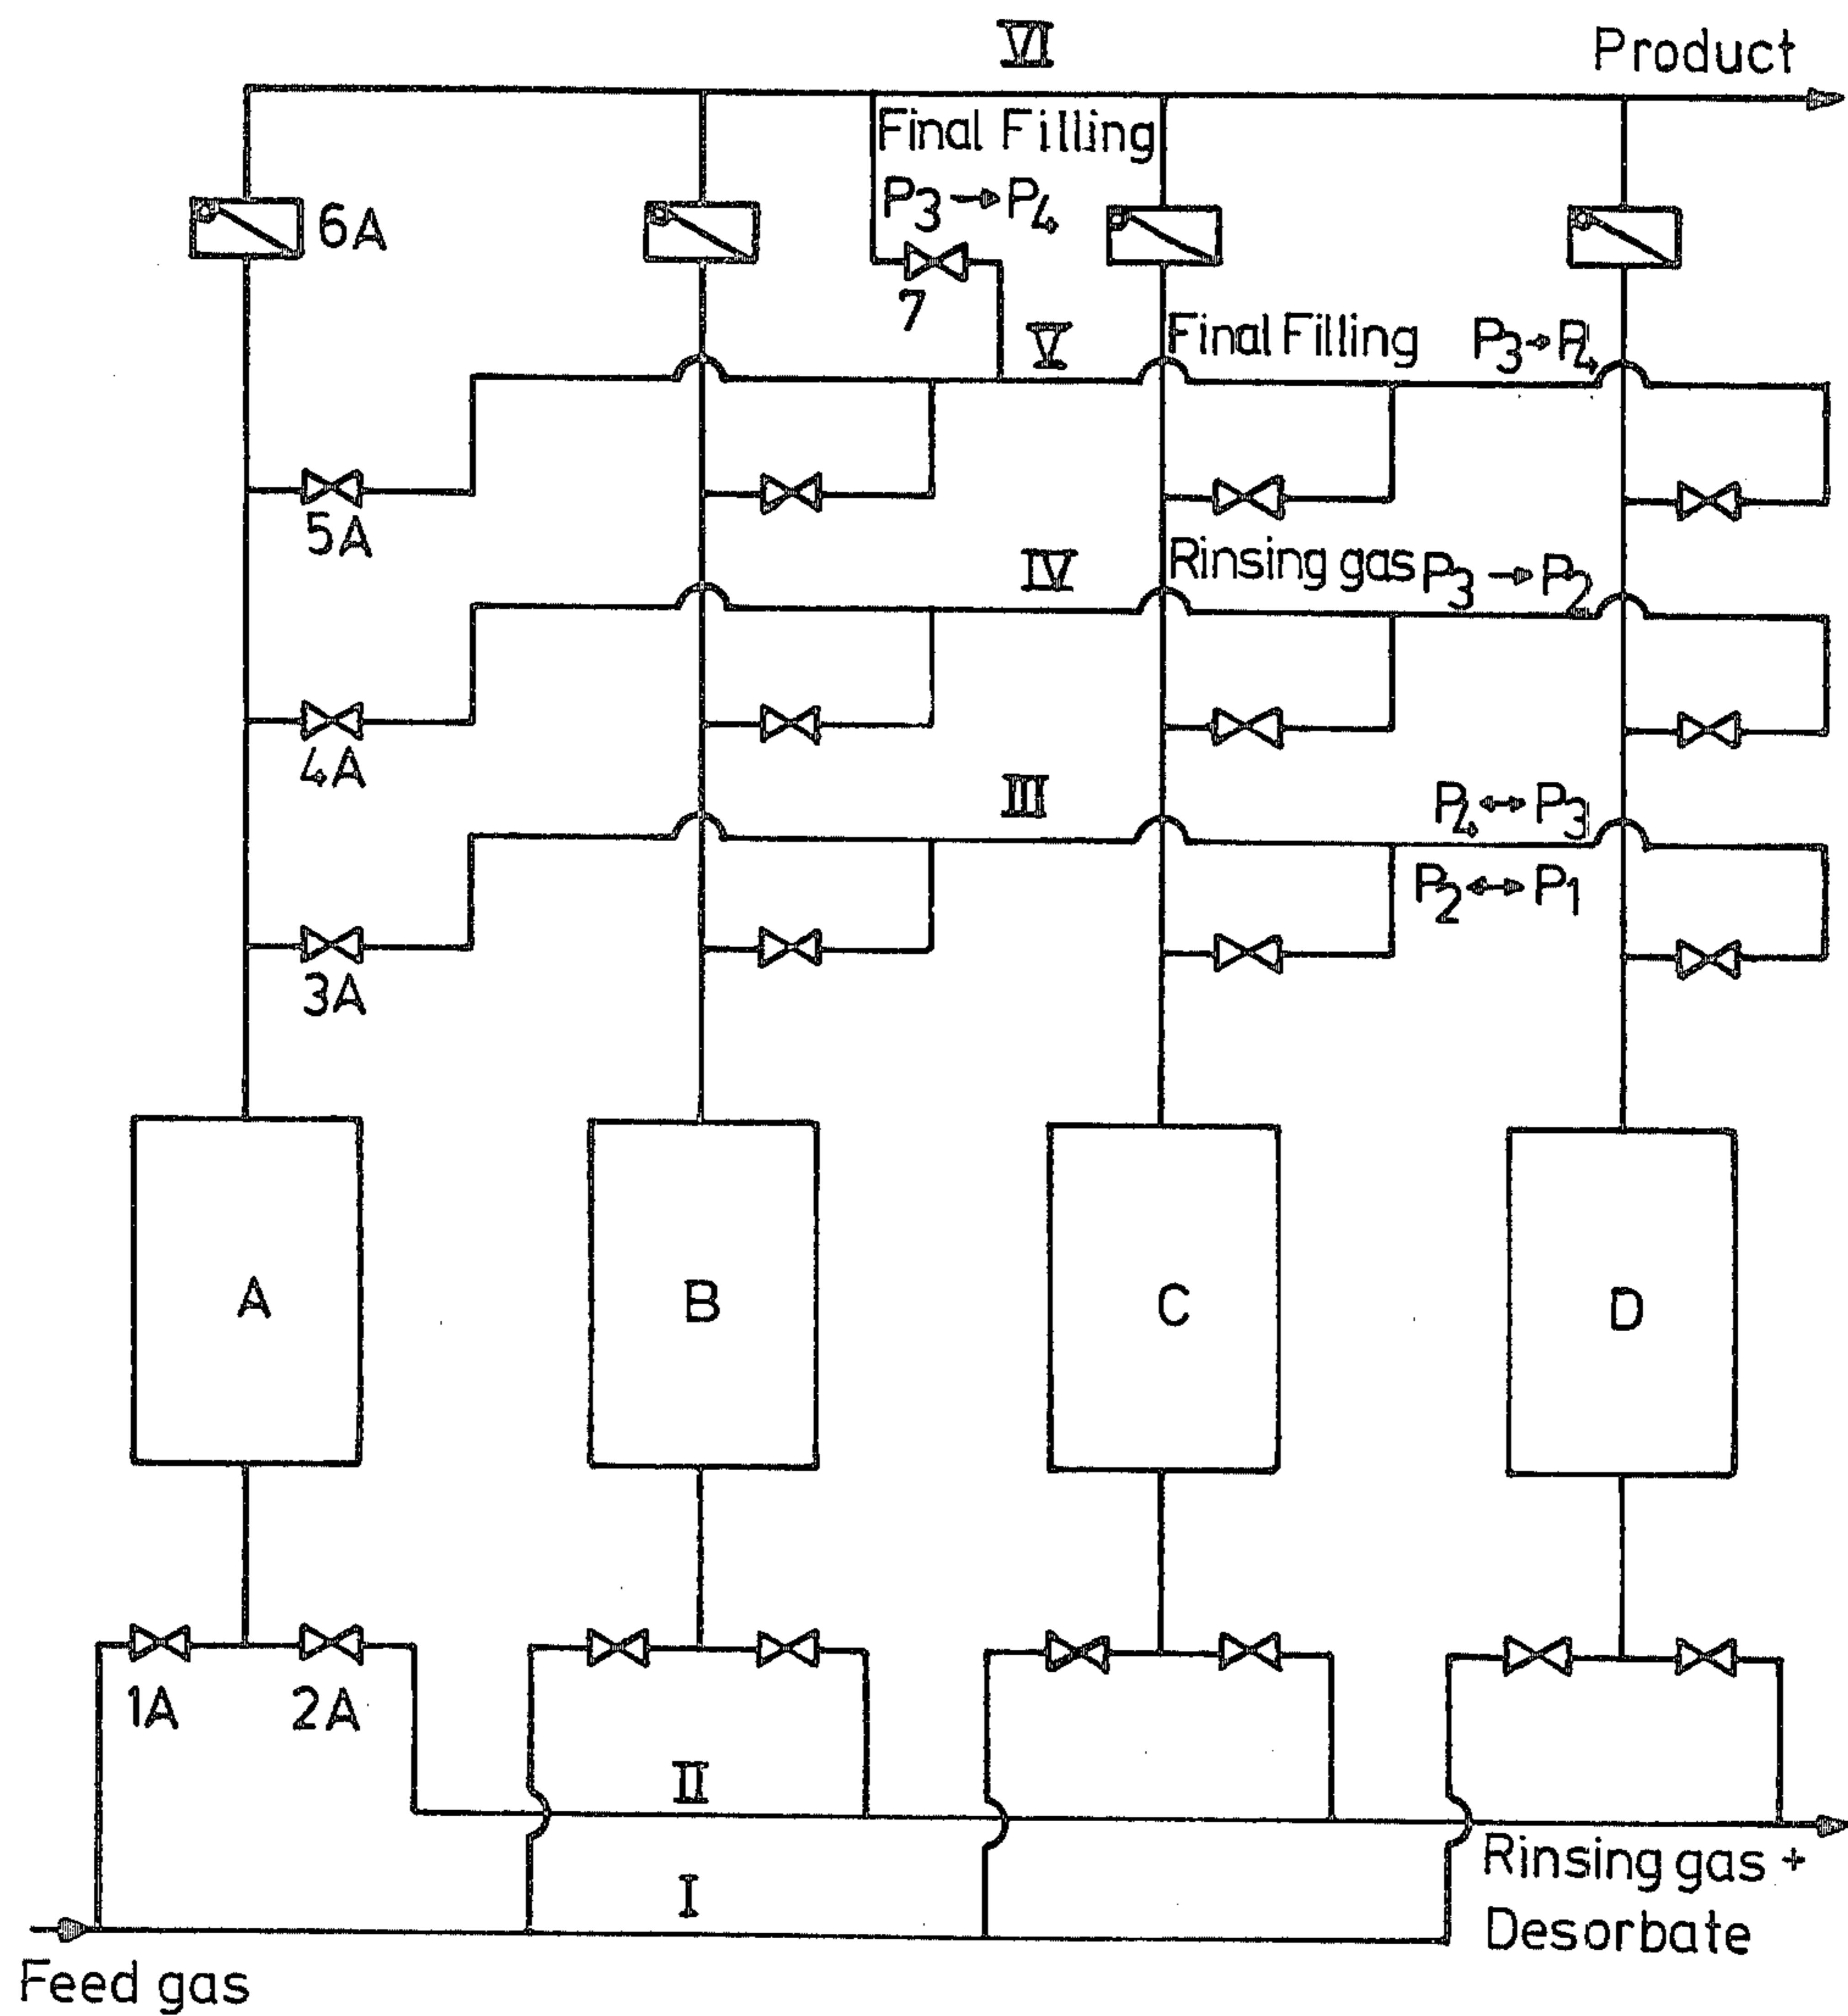 VI
Product
Final Filling
P3 → P4
6A
7
V
Final Filling P3 → P4
5A
IV
Rinsing gas P3 → P2
4A
III
P4 ↔ P3
P2 ↔ P1
3A
A
B
C
D
1A
2A
II
Rinsing gas +
Desorbate
I
Feed gas